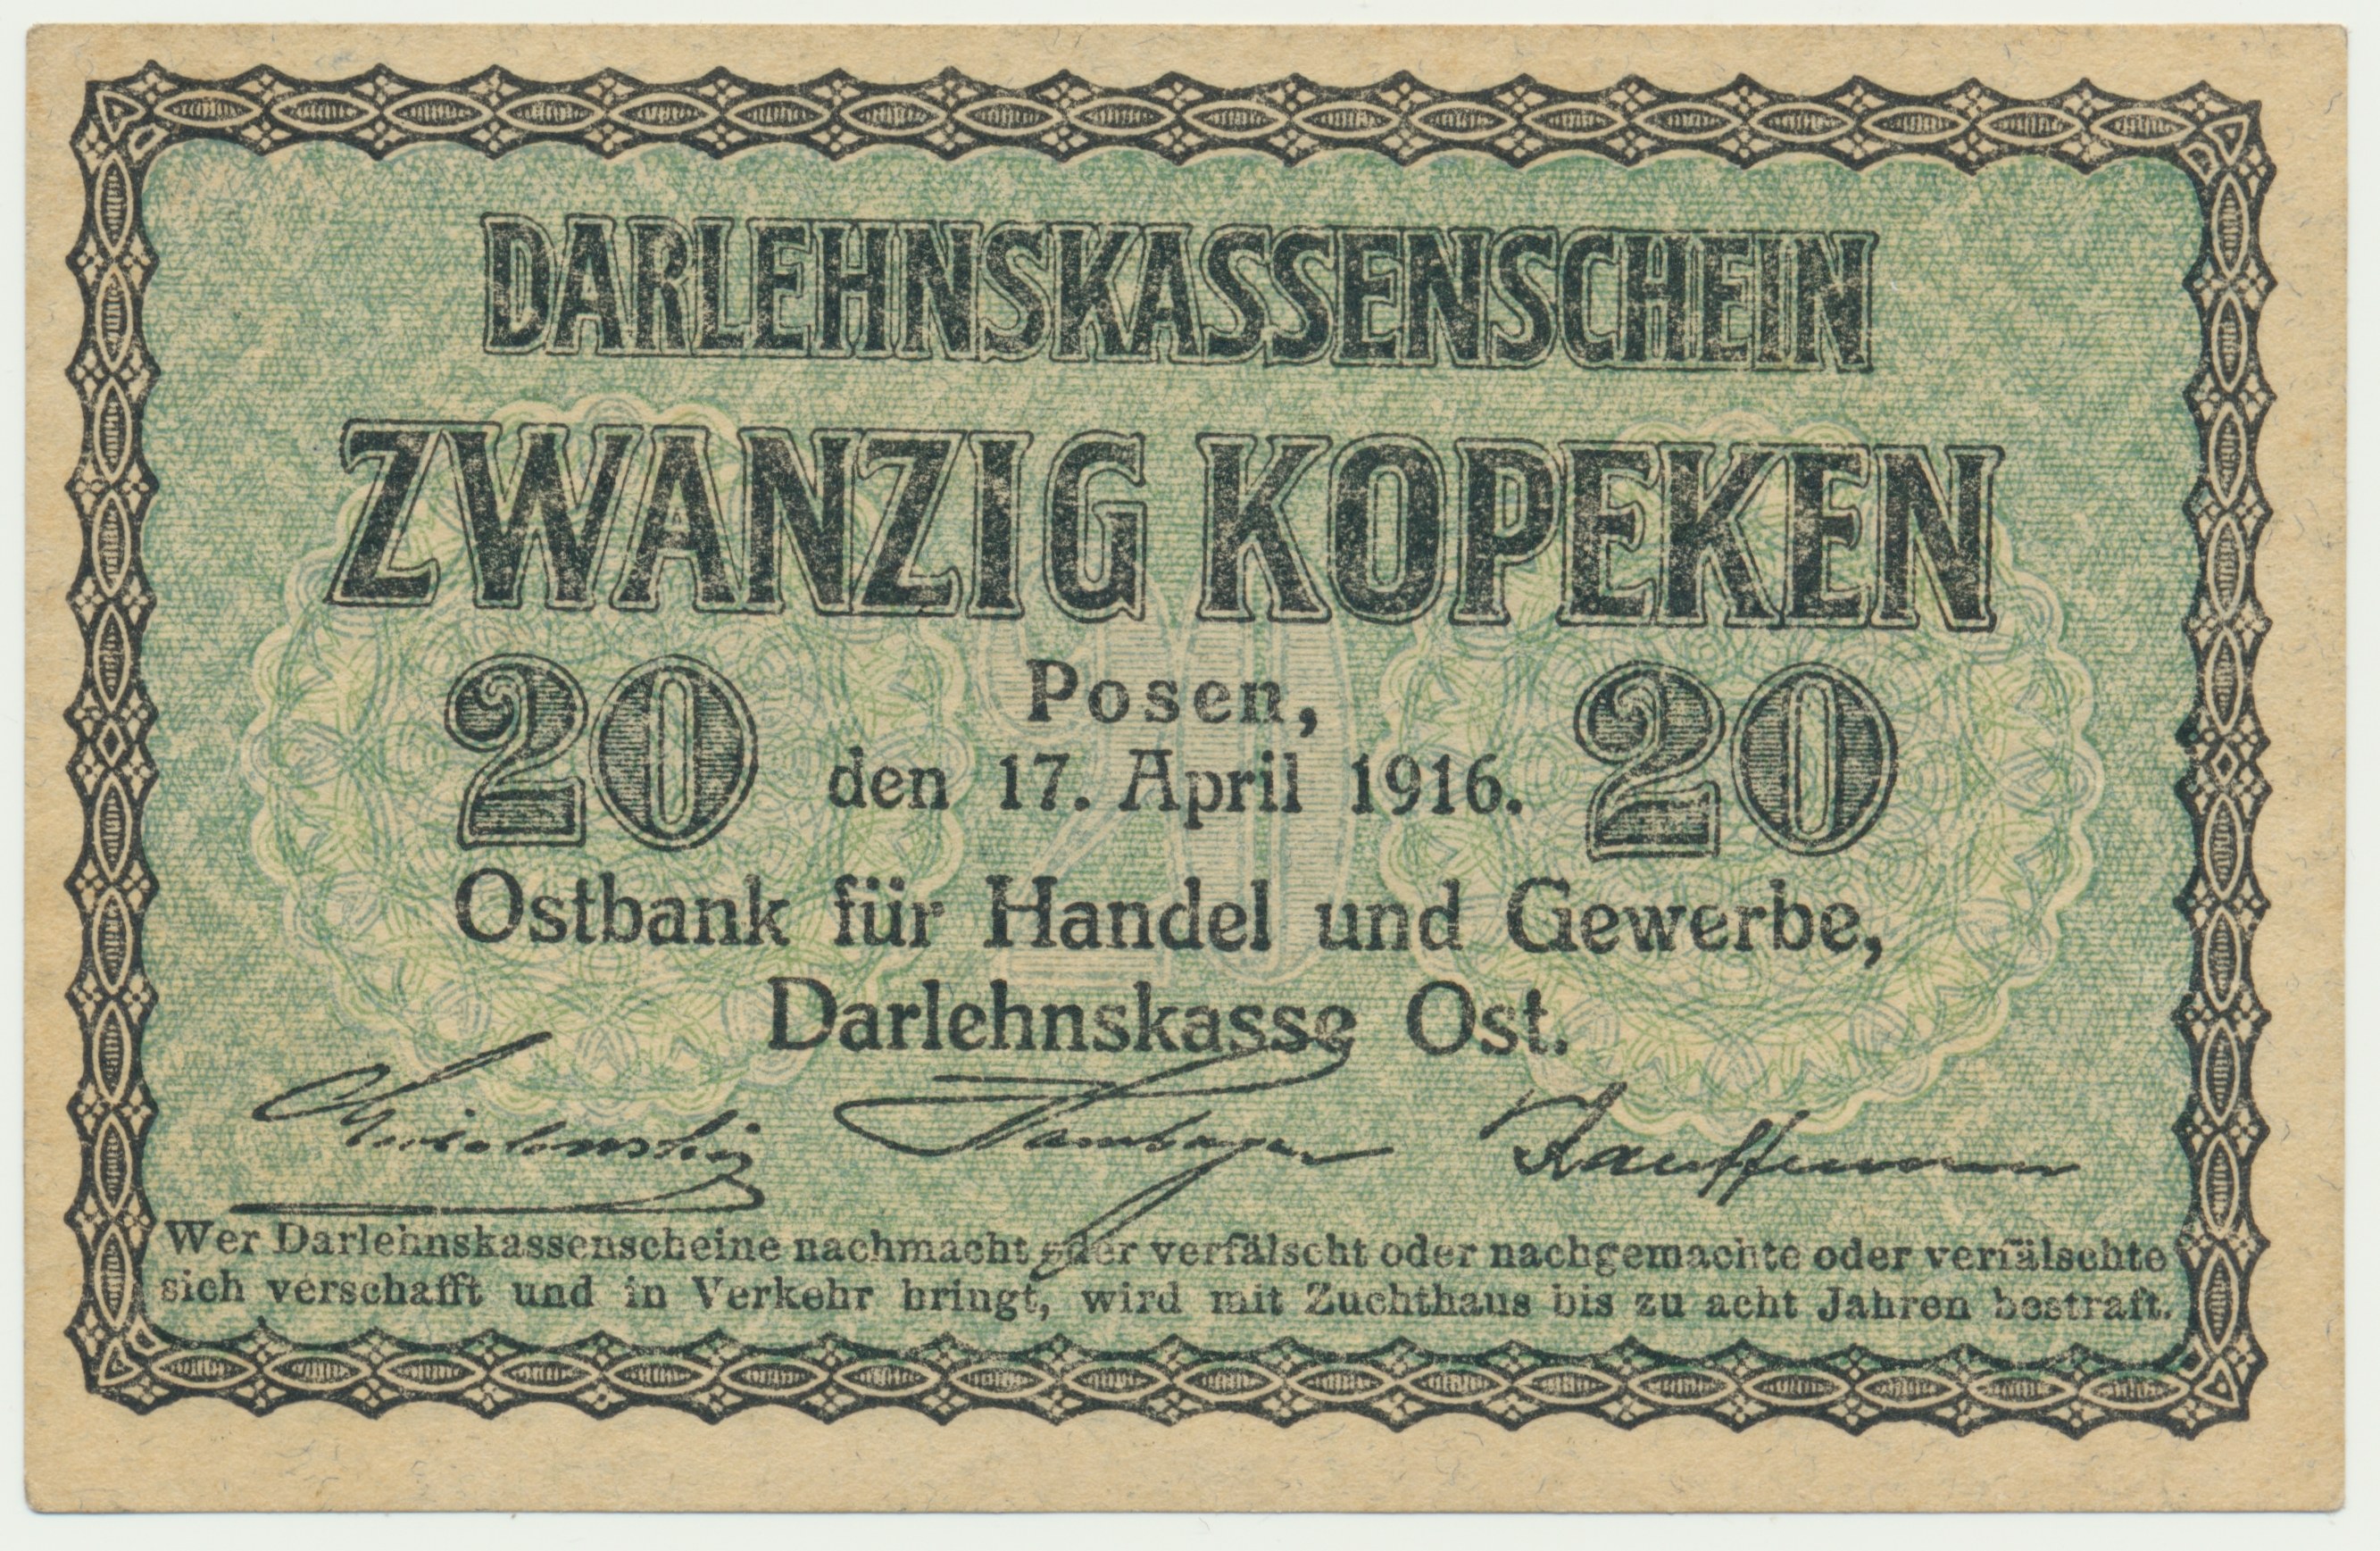 DARLEHNSKASSENSCHEIN
ZWANZIG KOPEKEN
20 Posen, 20
den 17. April 1916.
Ostbank für Handel und Gewerbe,
Darlehnskasse Ost.
Kauffmann
Wer Darlehnskassenscheine nachmacht oder verfälscht oder nachgemachte oder verfälschte
sich verschafft und in Verkehr bringt, wird mit Zuchthaus bis zu acht Jahren bestraft.